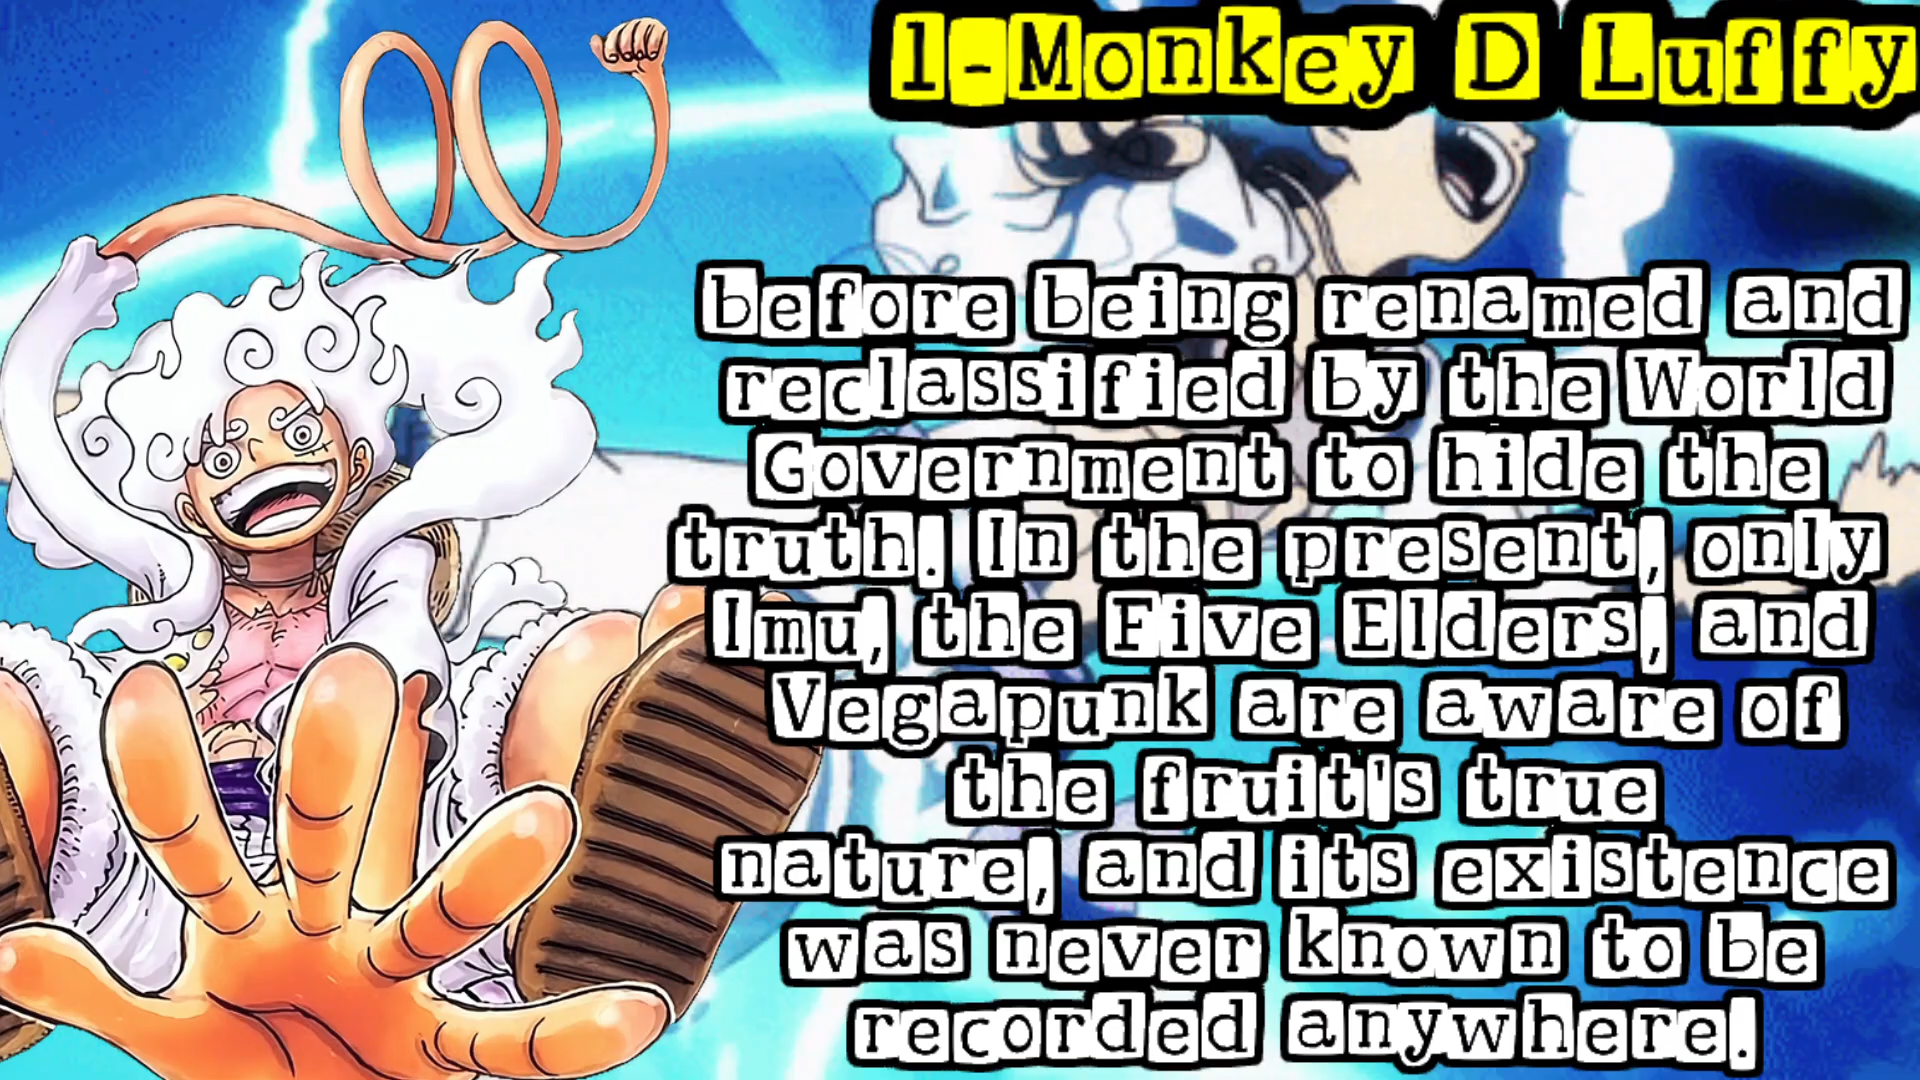 1-Monkey D Luffy
before being renamed and
reclassified by the World
Government to hide the
truth. In the present, only
Imu, the Five Elders, and
Vegapunk are aware of
the fruit's true
nature, and its existence
was never known to be
recorded anywhere.